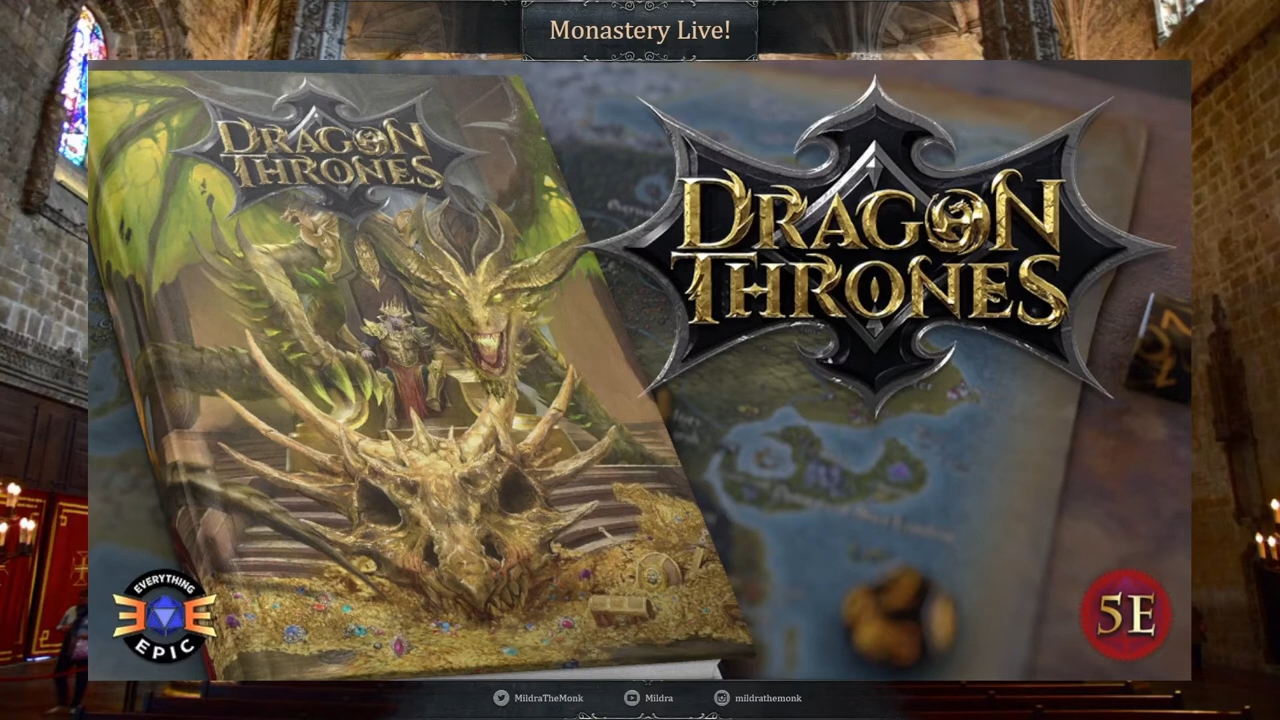 Monastery Live!
DRAGON
THRONES
DRAGON
THRONES
EVERYTHING
EPIC
5E
MildraTheMonk
Mildra
mildrathemonk